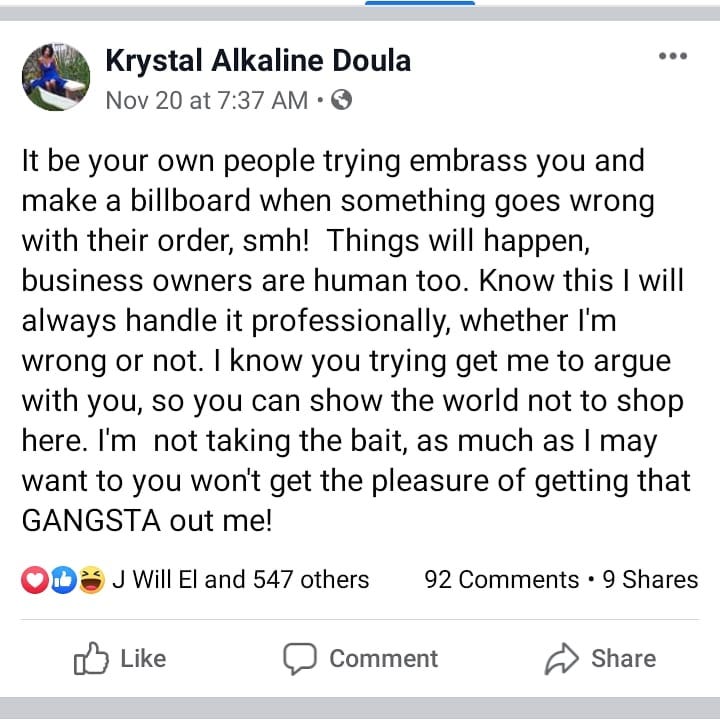 Krystal Alkaline Doula
Nov 20 at 7:37 AM •
It be your own people trying embrass you and
make a billboard when something goes wrong
with their order, smh!  Things will happen,
business owners are human too. Know this I will
always handle it professionally, whether I'm
wrong or not. I know you trying get me to argue
with you, so you can show the world not to shop
here. I'm  not taking the bait, as much as I may
want to you won't get the pleasure of getting that
GANGSTA out me!
J Will El and 547 others 92 Comments • 9 Shares
Like Comment Share